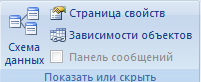 Схема
данных
Страница свойств
Зависимости объектов
Панель сообщений
Показать или скрыть